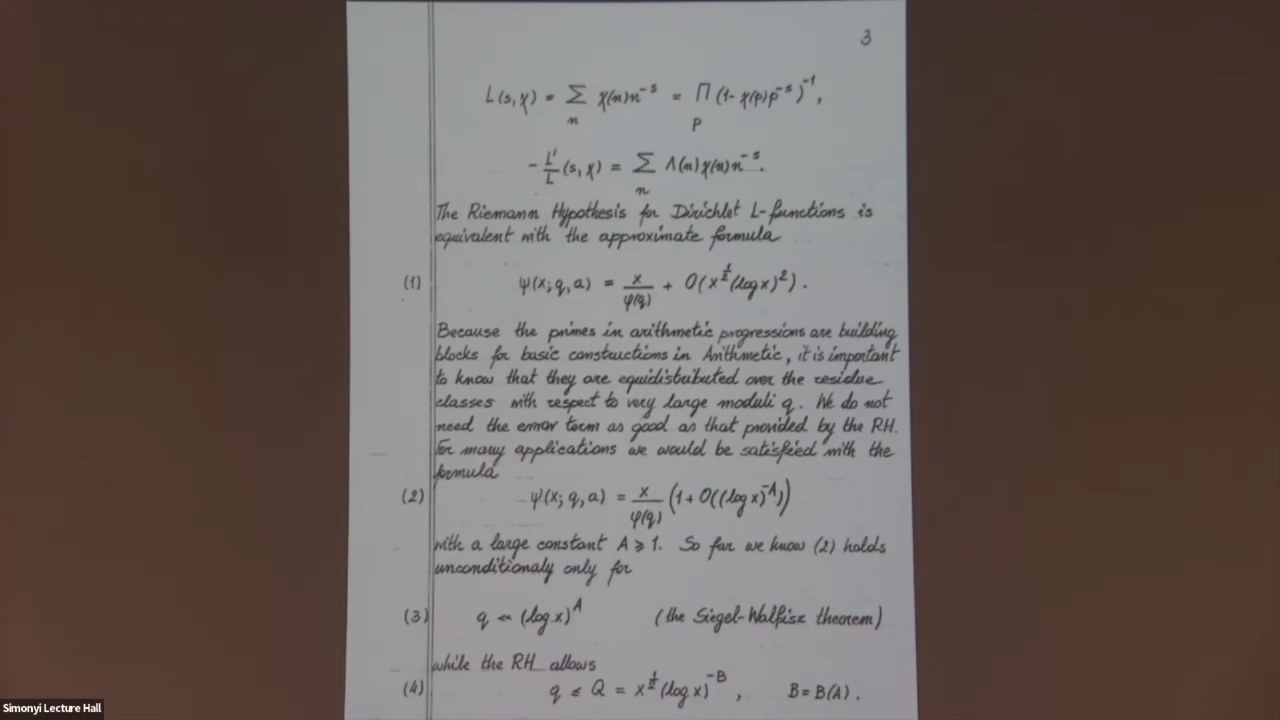 3
L(s,χ) = Σ_n χ(n)n^{-s} = Π_p (1-χ(p)p^{-s})^{-1},
-L'/L (s,χ) = Σ_n Λ(n)χ(n)n^{-s}.
The Riemann Hypothesis for Dirichlet L-functions is
equivalent with the approximate formula
(1) ψ(x;q,a) = x/φ(q) + O(x^{1/2}(log x)^2).
Because the primes in arithmetic progressions are building
blocks for basic constructions in Arithmetic, it is important
to know that they are equidistributed over the residue
classes with respect to very large moduli q. We do not
need the error term as good as that provided by the RH.
For many applications we would be satisfied with the
formula
(2) ψ(x;q,a) = x/φ(q) (1+O((log x)^{-A}))
with a large constant A ⩾ 1. So far we know (2) holds
unconditionaly only for
(3) q ≪ (log x)^A (the Siegel-Walfisz theorem)
while the RH allows
(4) q ≤ Q = x^{1/2}(log x)^{-B}, B = B(A).
Simonyi Lecture Hall